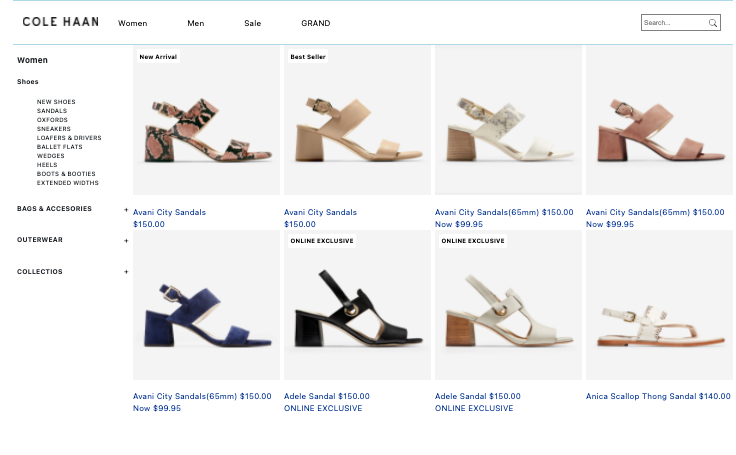 COLE HAAN
Women
Men
Sale
GRAND
Search...
Women
Shoes
NEW SHOES
SANDALS
OXFORDS
SNEAKERS
LOAFERS & DRIVERS
BALLET FLATS
WEDGES
HEELS
BOOTS & BOOTIES
EXTENDED WIDTHS
BAGS & ACCESORIES +
OUTERWEAR +
COLLECTIOS +
New Arrival
Best Seller
Avani City Sandals
$150.00
Avani City Sandals
$150.00
Avani City Sandals(65mm) $150.00
Now $99.95
Avani City Sandals(65mm) $150.00
Now $99.95
ONLINE EXCLUSIVE
ONLINE EXCLUSIVE
Avani City Sandals(65mm) $150.00
Now $99.95
Adele Sandal $150.00
ONLINE EXCLUSIVE
Adele Sandal $150.00
ONLINE EXCLUSIVE
Anica Scallop Thong Sandal $140.00